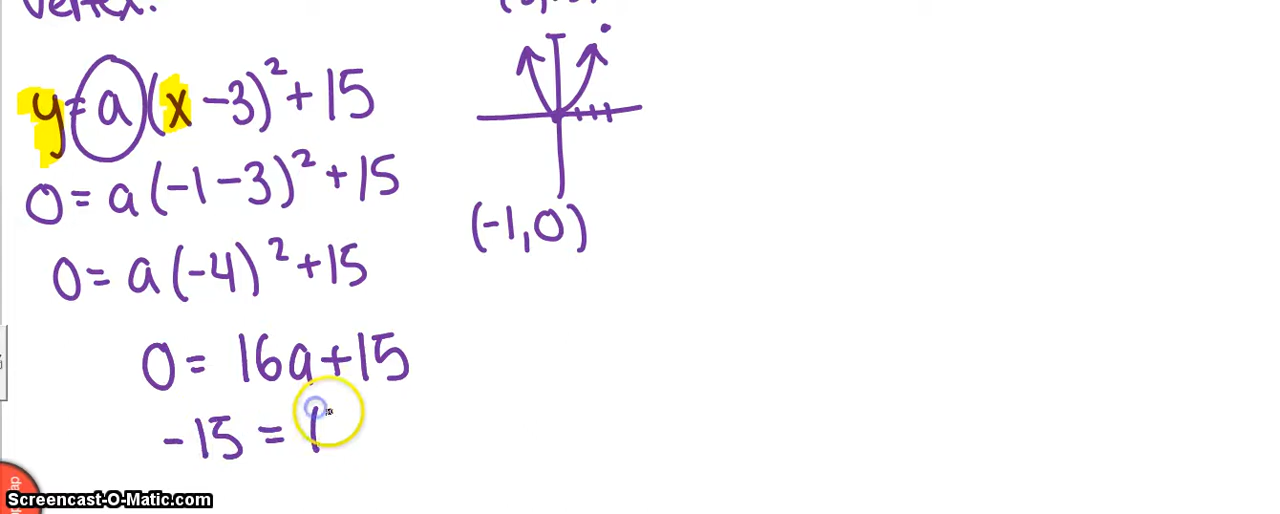 vertex.
y = a(x - 3)² + 15
0 = a(-1 - 3)² + 15
(-1, 0)
0 = a(-4)² + 15
0 = 16a + 15
-15 = 1
Screencast-O-Matic.com